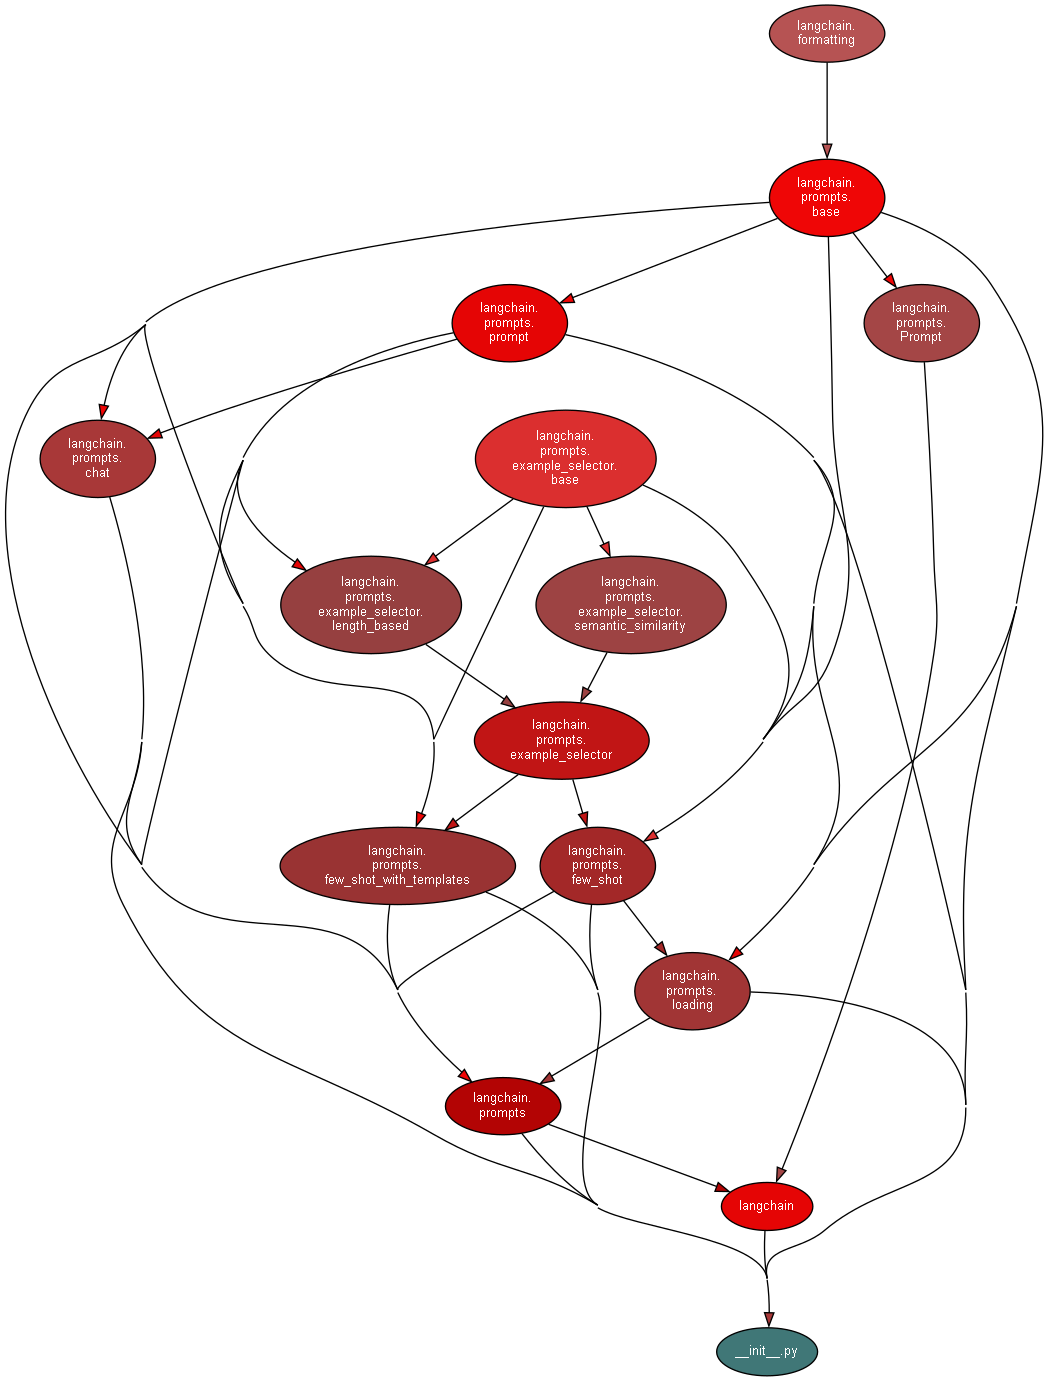 langchain.
formatting
langchain.
prompts.
base
langchain.
prompts.
prompt
langchain.
prompts.
Prompt
langchain.
prompts.
chat
langchain.
prompts.
example_selector.
base
langchain.
prompts.
example_selector.
length_based
langchain.
prompts.
example_selector.
semantic_similarity
langchain.
prompts.
example_selector
langchain.
prompts.
few_shot_with_templates
langchain.
prompts.
few_shot
langchain.
prompts.
loading
langchain.
prompts
langchain
__init__.py